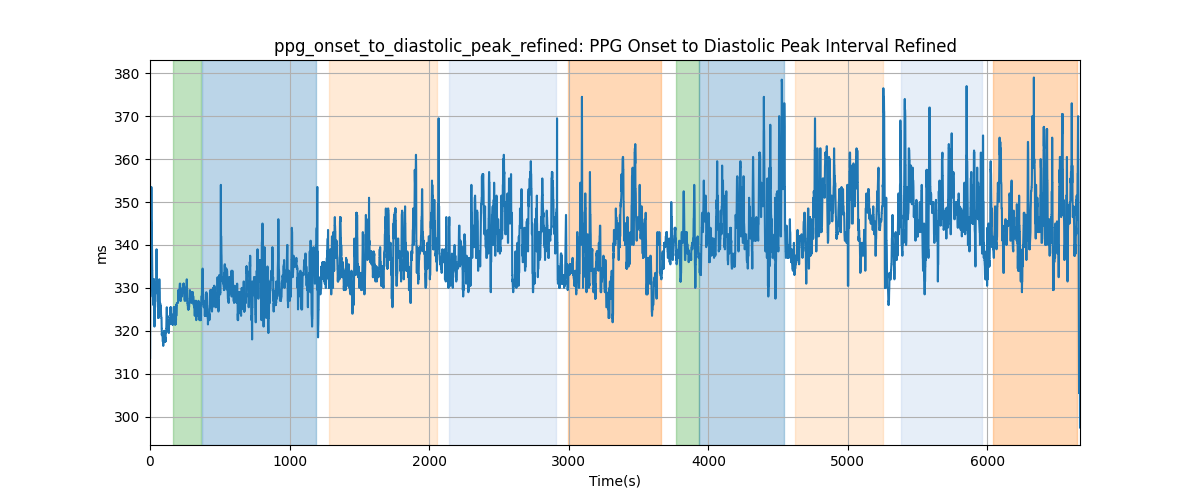 ppg_onset_to_diastolic_peak_refined: PPG Onset to Diastolic Peak Interval Refined
380
370
360
350
340
330
320
310
300
ms
0 1000 2000 3000 4000 5000 6000
Time(s)